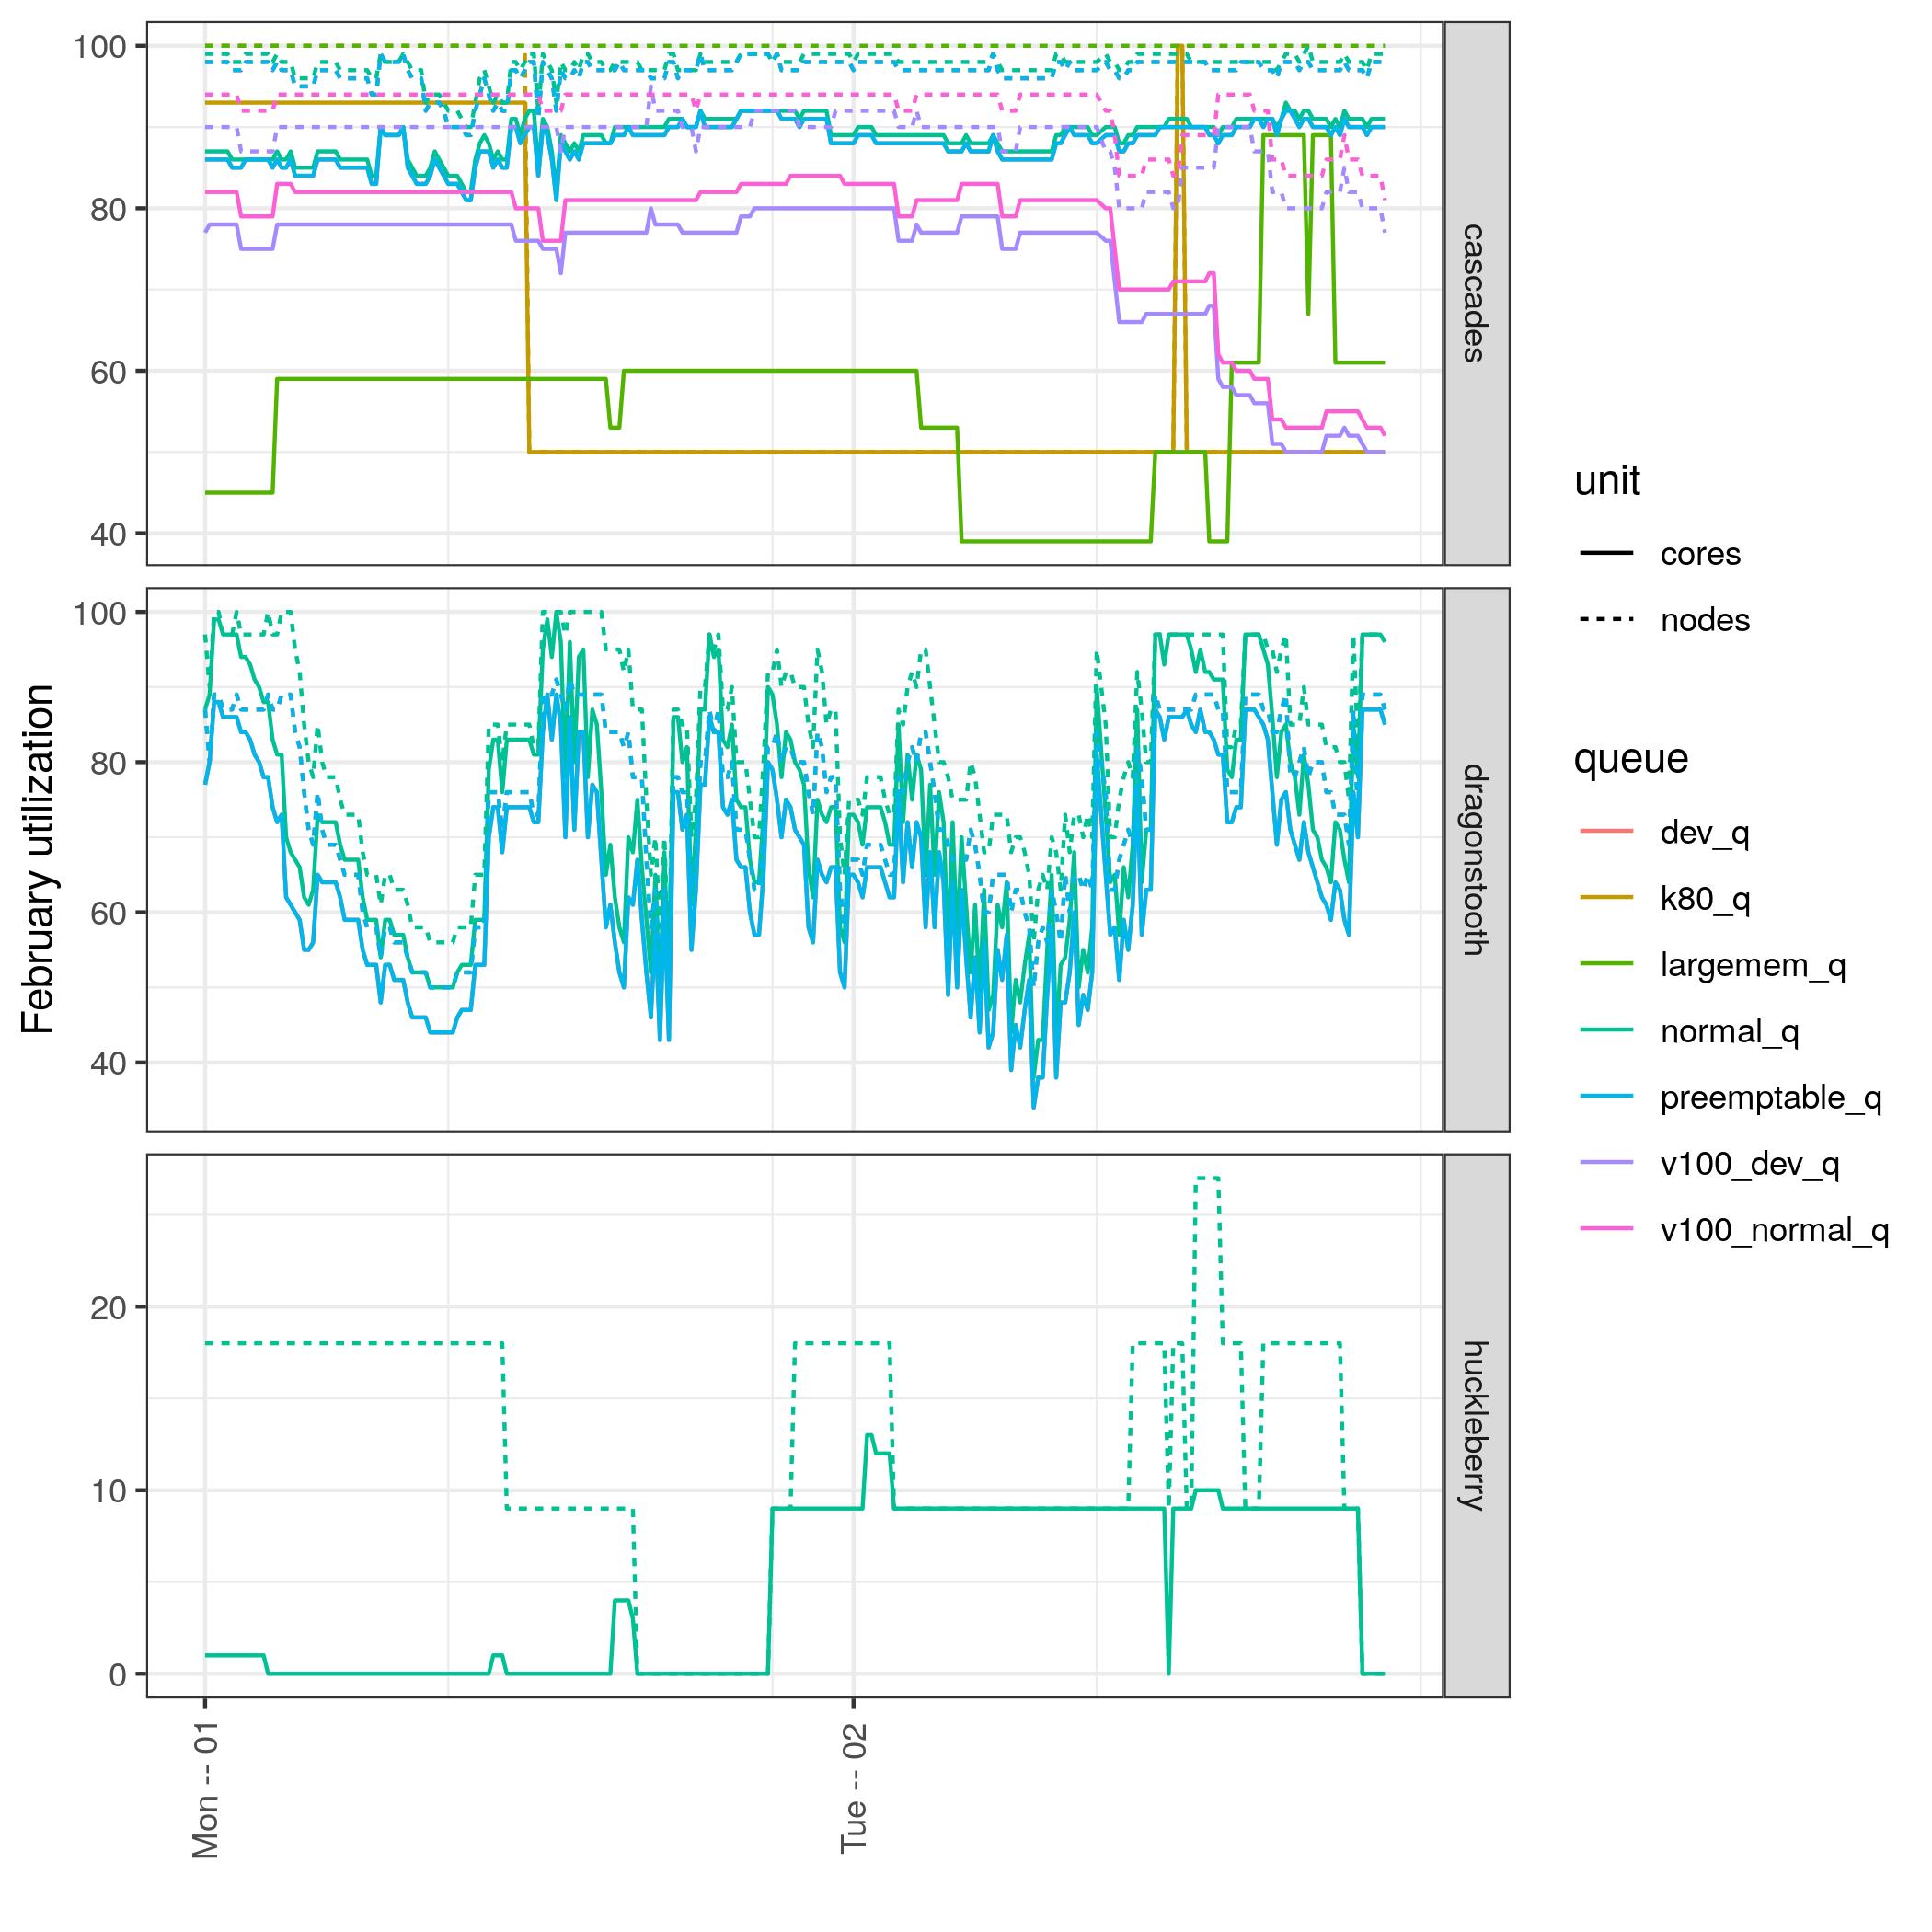 February utilization
100
80
60
40
cascades
100
80
60
40
dragonstooth
20
10
0
huckleberry
Mon -- 01
Tue -- 02
unit
cores
nodes
queue
dev_q
k80_q
largemem_q
normal_q
preemptable_q
v100_dev_q
v100_normal_q